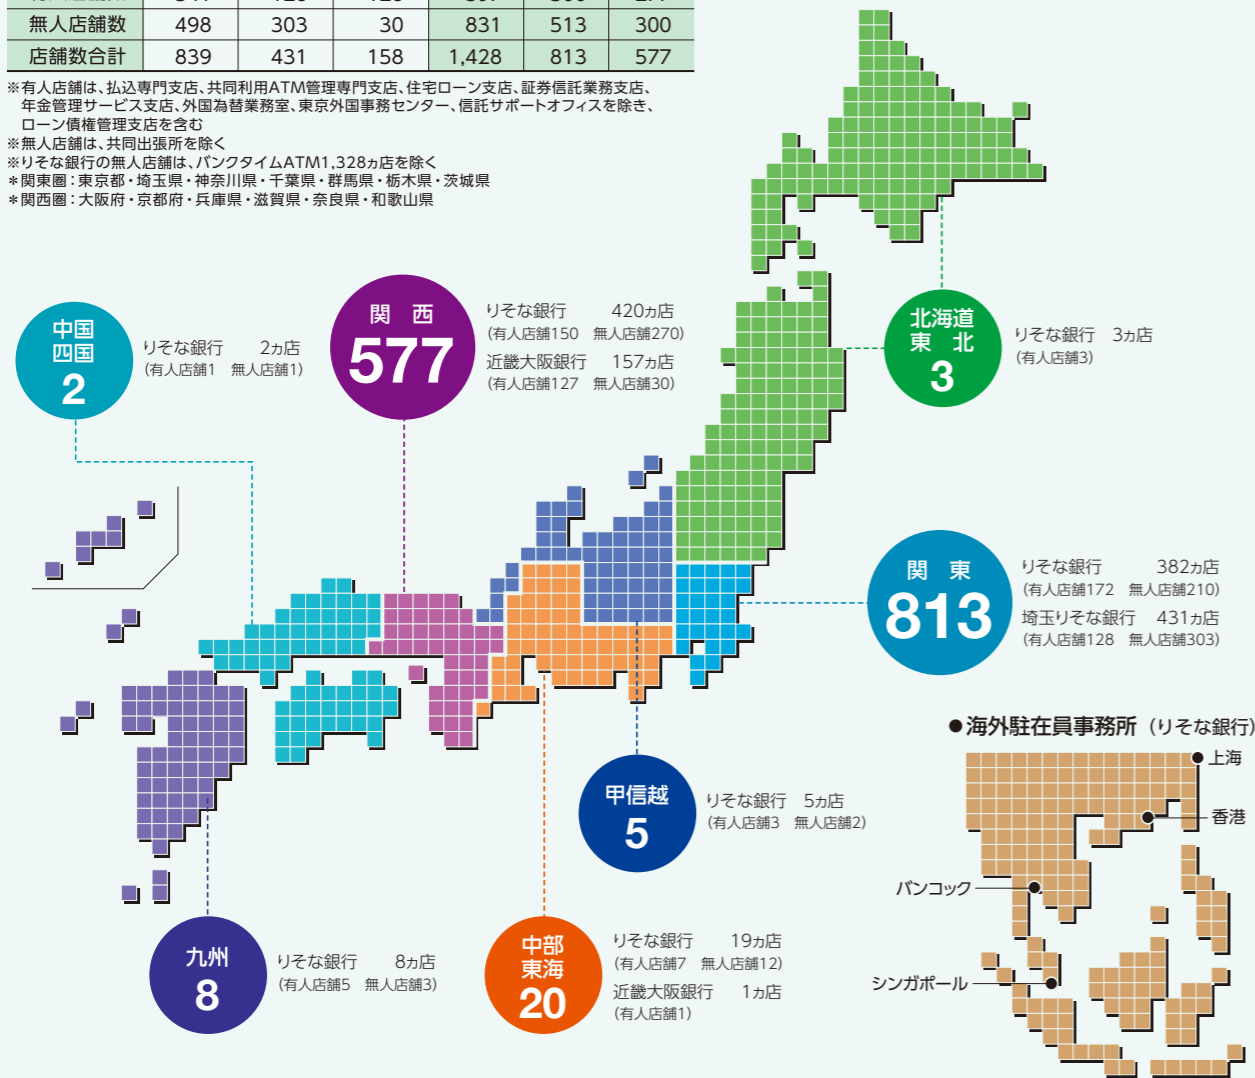 無人店舗数 498 303 30 831 513 300
店舗数合計 839 431 158 1,428 813 577
※有人店舗は、払込専門支店、共同利用ATM管理専門支店、住宅ローン支店、証券信託業務支店、
年金管理サービス支店、外国為替業務室、東京外国事務センター、信託サポートオフィスを除き、
ローン債権管理支店を含む
※無人店舗は、共同出張所を除く
※りそな銀行の無人店舗は、バンクタイムATM1,328ヵ店を除く
＊関東圏：東京都・埼玉県・神奈川県・千葉県・群馬県・栃木県・茨城県
＊関西圏：大阪府・京都府・兵庫県・滋賀県・奈良県・和歌山県
中国
四国
2
りそな銀行 2ヵ店
(有人店舗1 無人店舗1)
関 西
577
りそな銀行 420ヵ店
(有人店舗150 無人店舗270)
近畿大阪銀行 157ヵ店
(有人店舗127 無人店舗30)
北海道
東 北
3
りそな銀行 3ヵ店
(有人店舗3)
関 東
813
りそな銀行 382ヵ店
(有人店舗172 無人店舗210)
埼玉りそな銀行 431ヵ店
(有人店舗128 無人店舗303)
甲信越
5
りそな銀行 5ヵ店
(有人店舗3 無人店舗2)
九州
8
りそな銀行 8ヵ店
(有人店舗5 無人店舗3)
中部
東海
20
りそな銀行 19ヵ店
(有人店舗7 無人店舗12)
近畿大阪銀行 1ヵ店
(有人店舗1)
●海外駐在員事務所（りそな銀行）
上海
香港
バンコック
シンガポール